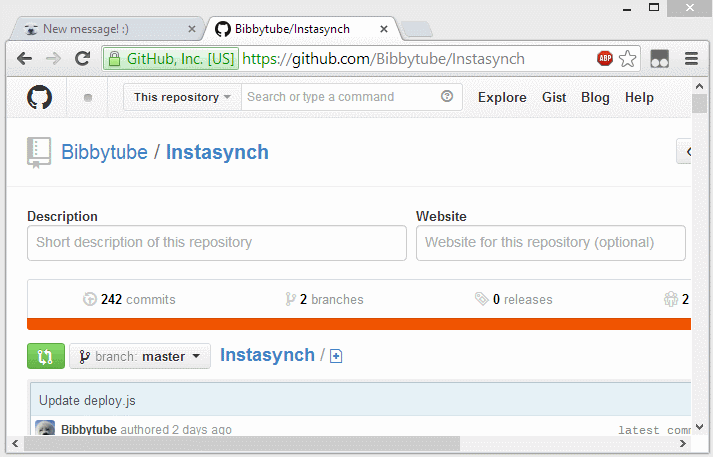 New message! :)
Bibbytube/Instasynch
GitHub, Inc. [US] https://github.com/Bibbytube/Instasynch
ABP
This repository Search or type a command Explore Gist Blog Help
Bibbytube / Instasynch
Description Website
Short description of this repository Website for this repository (optional)
242 commits 2 branches 0 releases 2
branch: master Instasynch /
Update deploy.js
Bibbytube authored 2 days ago latest comm